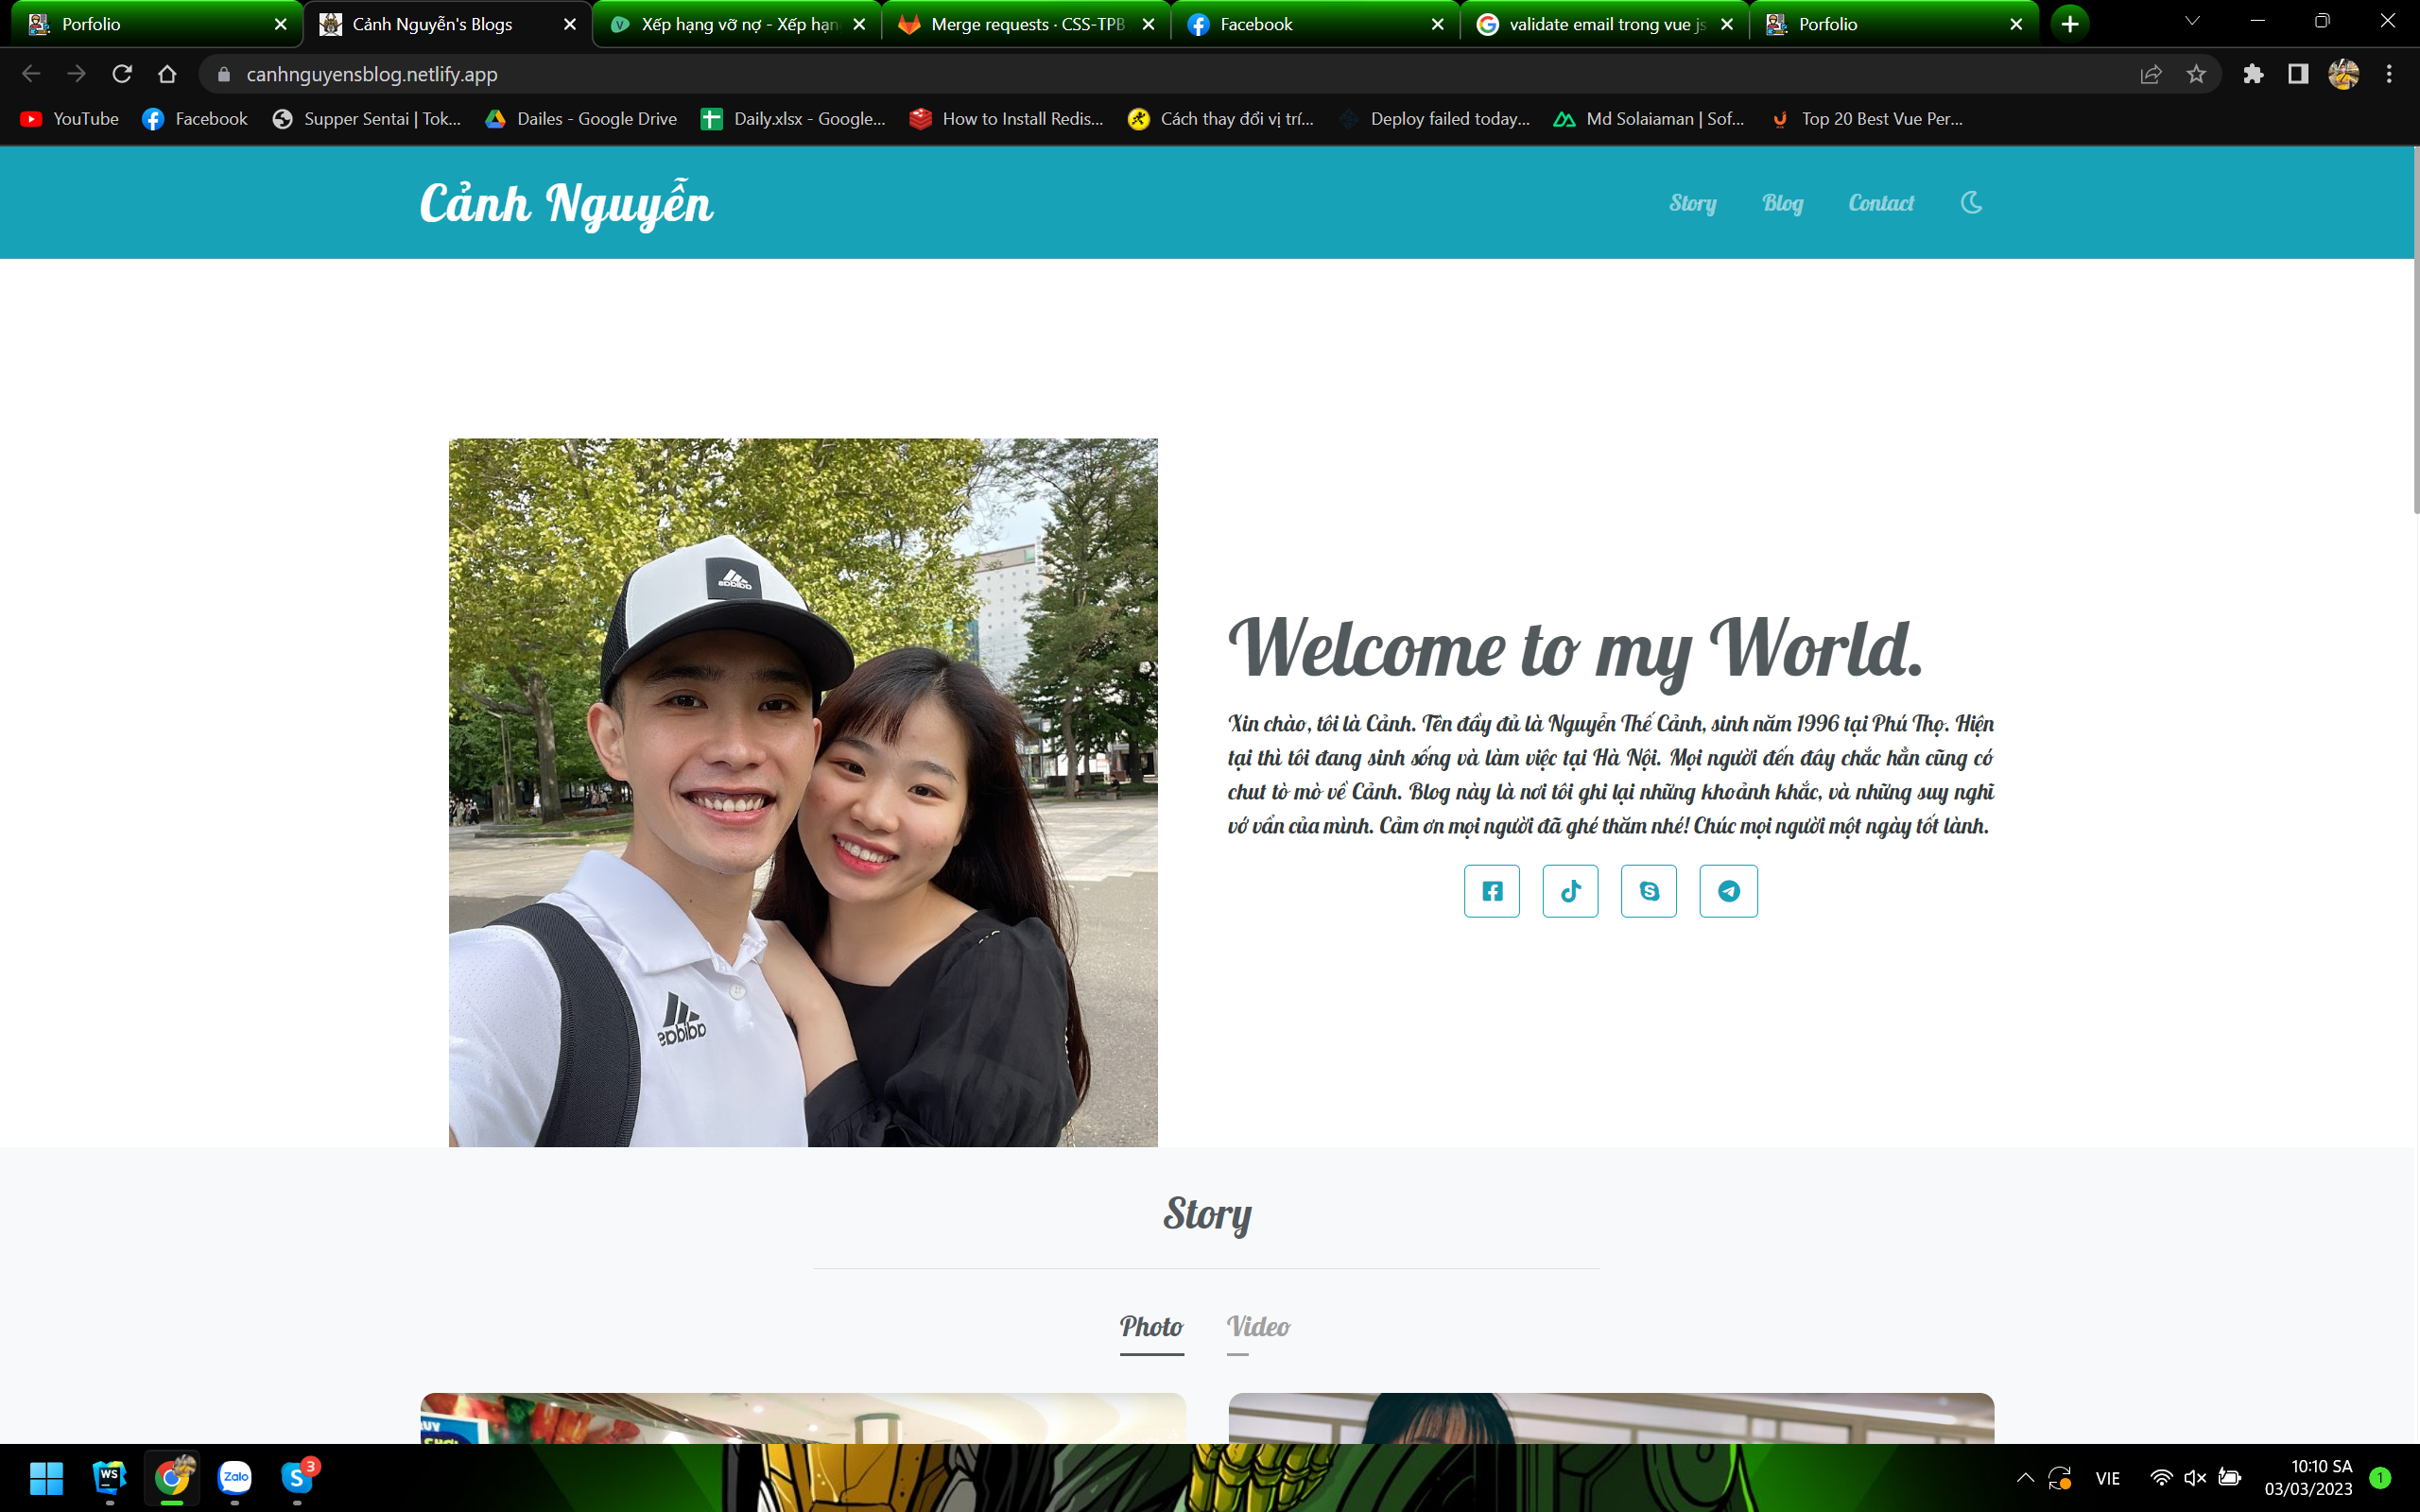 Porfolio
Cảnh Nguyễn's Blogs
Xếp hạng vỡ nợ - Xếp hạn
Merge requests · CSS-TPB
Facebook
validate email trong vue js
Porfolio
canhnguyensblog.netlify.app
YouTube
Facebook
Supper Sentai | Tok...
Dailes - Google Drive
Daily.xlsx - Google...
How to Install Redis...
Cách thay đổi vị trí...
Deploy failed today...
Md Solaiaman | Sof...
Top 20 Best Vue Per...
Cảnh Nguyễn
Story
Blog
Contact
adidas
adidas
Welcome to my World.
Xin chào, tôi là Cảnh. Tên đầy đủ là Nguyễn Thế Cảnh, sinh năm 1996 tại Phú Thọ. Hiện
tại thì tôi đang sinh sống và làm việc tại Hà Nội. Mọi người đến đây chắc hẳn cũng có
chut tò mò về Cảnh. Blog này là nơi tôi ghi lại những khoảnh khắc, và những suy nghĩ
vớ vẩn của mình. Cảm ơn mọi người đã ghé thăm nhé! Chúc mọi người một ngày tốt lành.
Story
Photo
Video
WS
Zalo
S
3
VIE
10:10 SA
03/03/2023
1